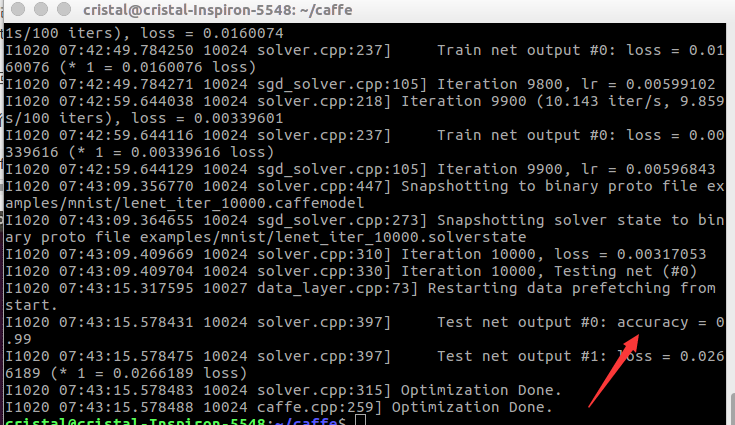 cristal@cristal-Inspiron-5548: ~/caffe
1s/100 iters), loss = 0.0160074
I1020 07:42:49.784250 10024 solver.cpp:237]     Train net output #0: loss = 0.01
60076 (* 1 = 0.0160076 loss)
I1020 07:42:49.784271 10024 sgd_solver.cpp:105] Iteration 9800, lr = 0.00599102
I1020 07:42:59.644038 10024 solver.cpp:218] Iteration 9900 (10.143 iter/s, 9.859
s/100 iters), loss = 0.00339601
I1020 07:42:59.644116 10024 solver.cpp:237]     Train net output #0: loss = 0.00
339616 (* 1 = 0.00339616 loss)
I1020 07:42:59.644129 10024 sgd_solver.cpp:105] Iteration 9900, lr = 0.00596843
I1020 07:43:09.356770 10024 solver.cpp:447] Snapshotting to binary proto file ex
amples/mnist/lenet_iter_10000.caffemodel
I1020 07:43:09.364655 10024 sgd_solver.cpp:273] Snapshotting solver state to bin
ary proto file examples/mnist/lenet_iter_10000.solverstate
I1020 07:43:09.409669 10024 solver.cpp:310] Iteration 10000, loss = 0.00317053
I1020 07:43:09.409704 10024 solver.cpp:330] Iteration 10000, Testing net (#0)
I1020 07:43:15.317595 10027 data_layer.cpp:73] Restarting data prefetching from
start.
I1020 07:43:15.578431 10024 solver.cpp:397]     Test net output #0: accuracy = 0
.99
I1020 07:43:15.578475 10024 solver.cpp:397]     Test net output #1: loss = 0.026
6189 (* 1 = 0.0266189 loss)
I1020 07:43:15.578483 10024 solver.cpp:315] Optimization Done.
I1020 07:43:15.578488 10024 caffe.cpp:259] Optimization Done.
cristal@cristal-Inspiron-5548:~/caffe$